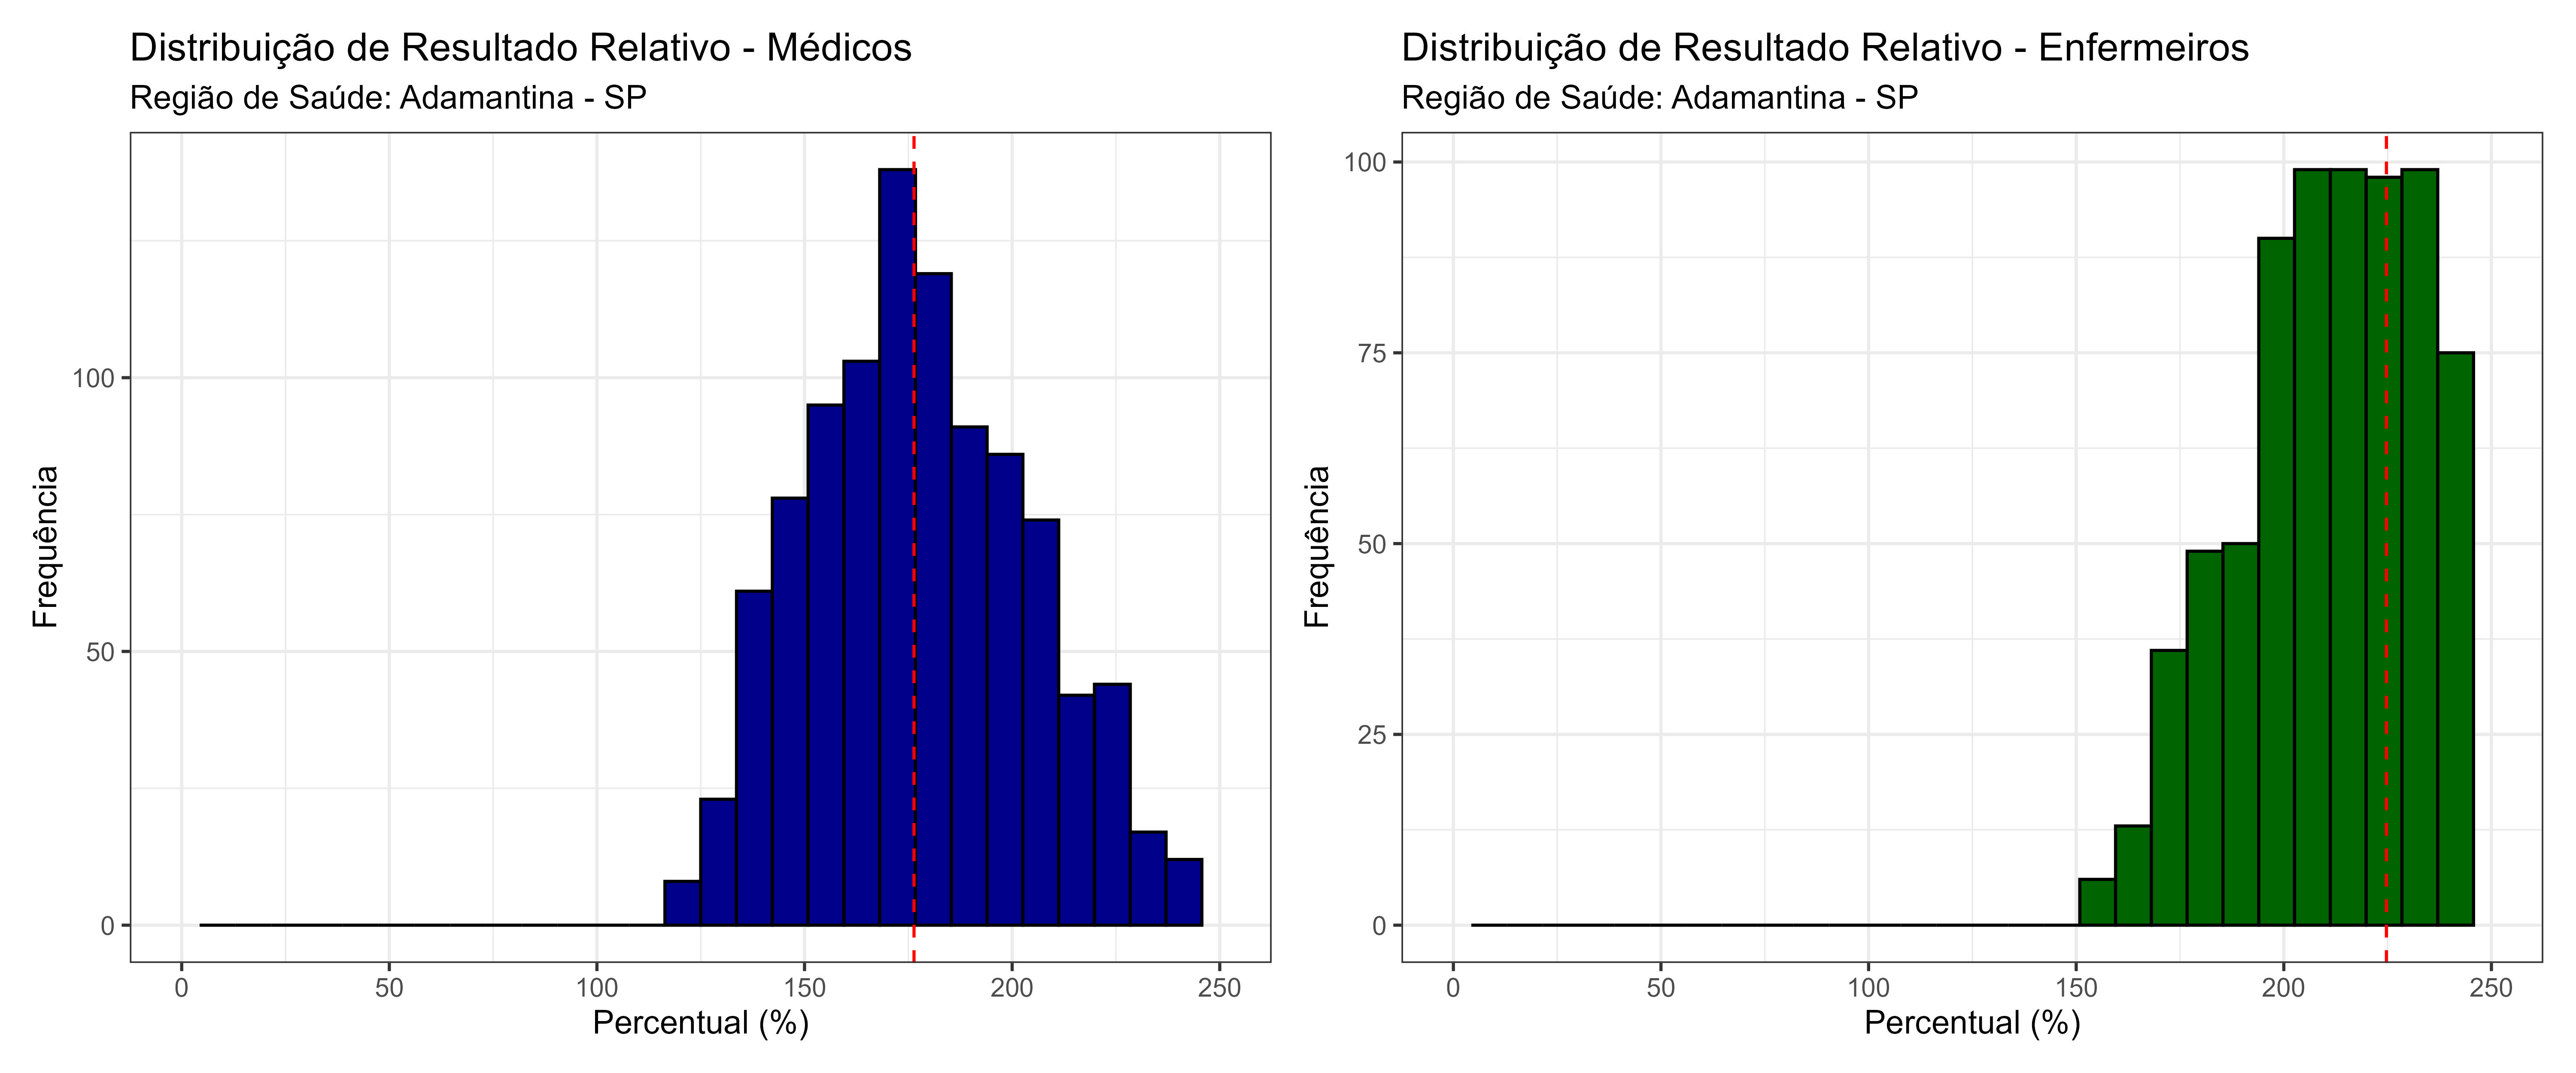 Distribuição de Resultado Relativo - Médicos
Região de Saúde: Adamantina - SP
Frequência
100
50
0
0 50 100 150 200 250
Percentual (%)
Distribuição de Resultado Relativo - Enfermeiros
Região de Saúde: Adamantina - SP
Frequência
100
75
50
25
0
0 50 100 150 200 250
Percentual (%)